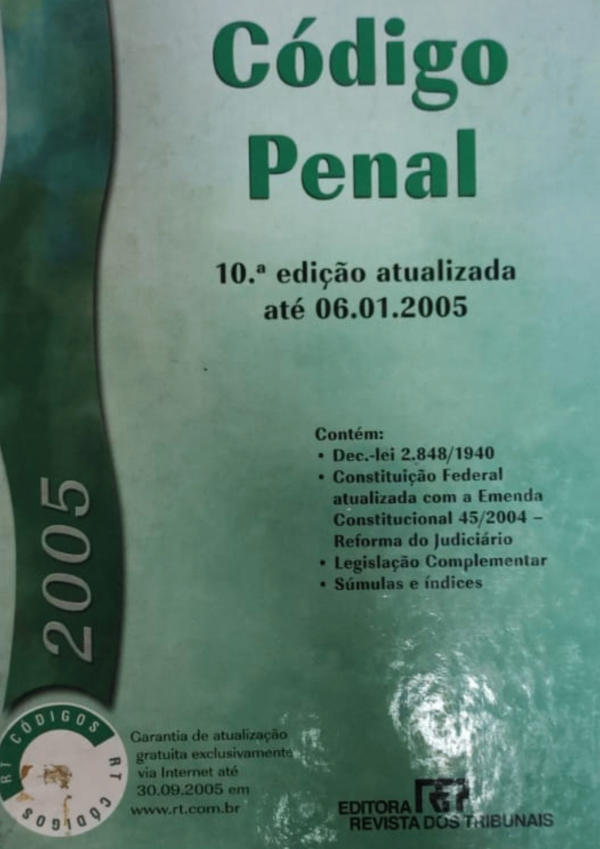 Código
Penal
10.ª edição atualizada
até 06.01.2005
Contém:
• Dec.-lei 2.848/1940
• Constituição Federal
atualizada com a Emenda
Constitucional 45/2004 –
Reforma do Judiciário
• Legislação Complementar
• Súmulas e índices
2005
RT CÓDIGOS
RT CÓDIGOS
Garantia de atualização
gratuita exclusivamente
via Internet até
30.09.2005 em
www.rt.com.br
EDITORA RT
REVISTA DOS TRIBUNAIS